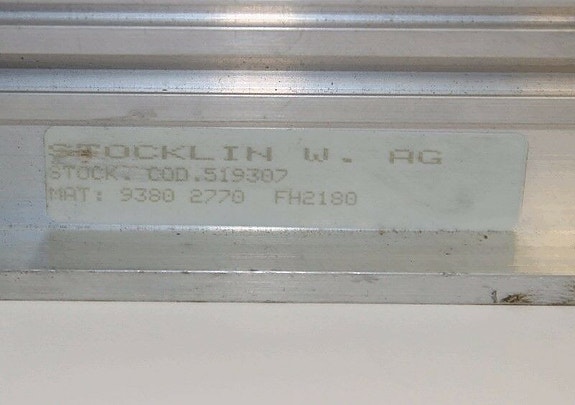 STOCKLIN W. AG
STOCK. COD.519307
MAT: 9380 2770 FH2180